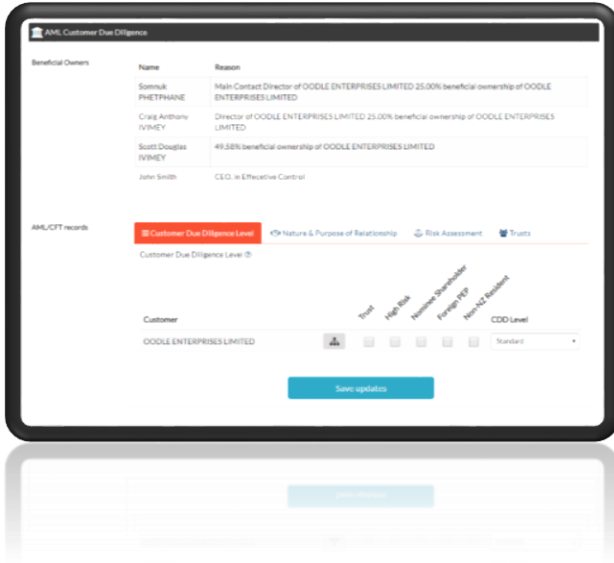 AML Customer Due Diligence
Beneficial Owners
Name Reason
Somnuk PHETPHANE Main Contact Director of OODLE ENTERPRISES LIMITED 25.00% beneficial ownership of OODLE ENTERPRISES LIMITED
Craig Anthony IVIMEY Director of OODLE ENTERPRISES LIMITED 25.00% beneficial ownership of OODLE ENTERPRISES LIMITED
Scott Douglas IVIMEY 49.58% beneficial ownership of OODLE ENTERPRISES LIMITED
John Smith CEO, in Effecetive Control
AML/CFT records
Customer Due Diligence Level Nature & Purpose of Relationship Risk Assessment Trusts
Customer Due Diligence Level
Customer Trust High Risk Nominee Shareholder Foreign PEP Non-NZ Resident CDD Level
OODLE ENTERPRISES LIMITED Standard
Save updates